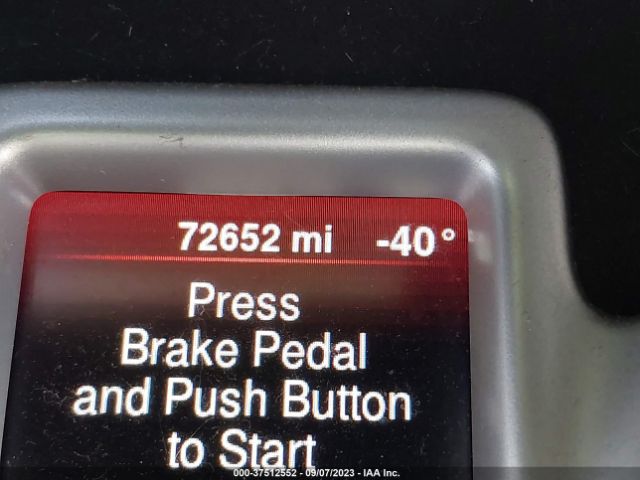 72652 mi -40°
Press
Brake Pedal
and Push Button
to Start
000-37512552 - 09/07/2023 - IAA Inc.